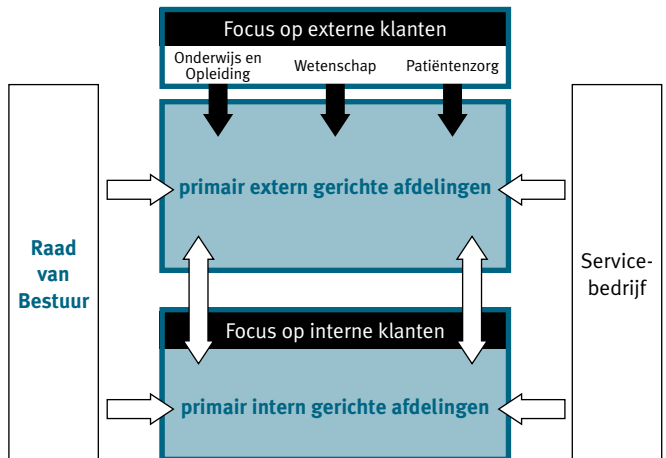 Focus op externe klanten
Onderwijs en
Opleiding
Wetenschap
Patiëntenzorg
primair extern gerichte afdelingen
Raad
van
Bestuur
Service-
bedrijf
Focus op interne klanten
primair intern gerichte afdelingen